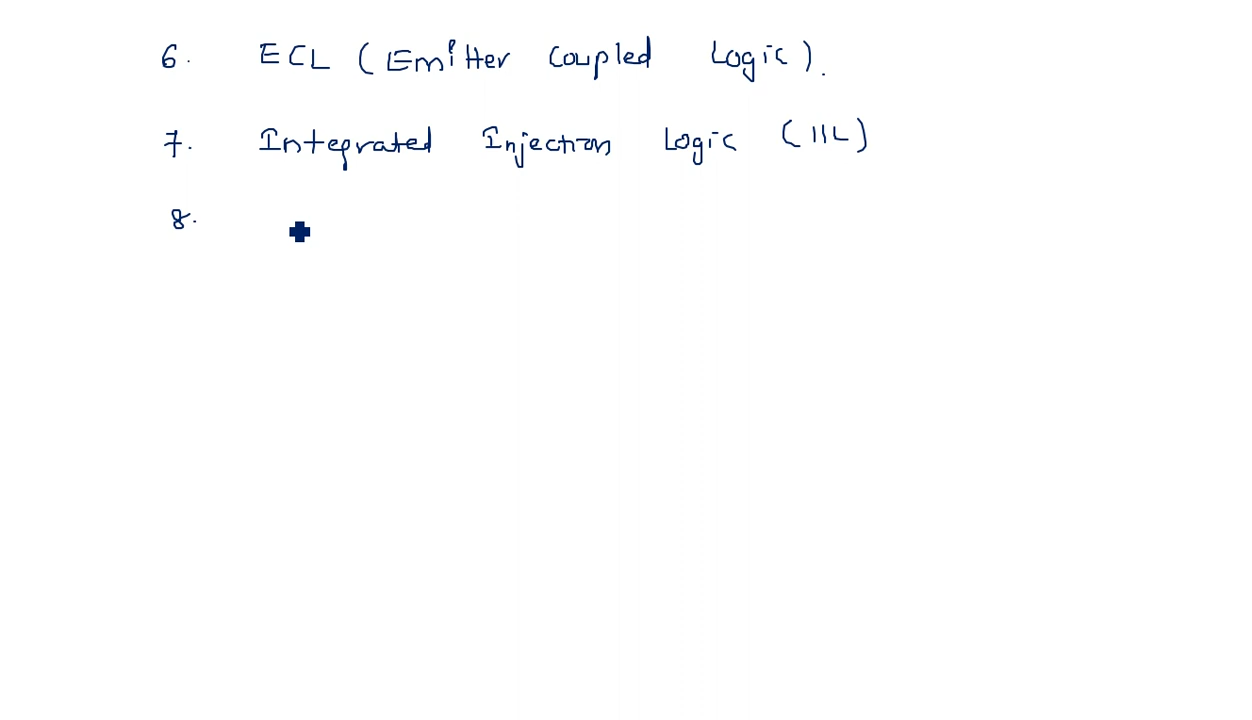 6. ECL (Emitter Coupled Logic).
7. Integrated Injection Logic (IIL)
8.